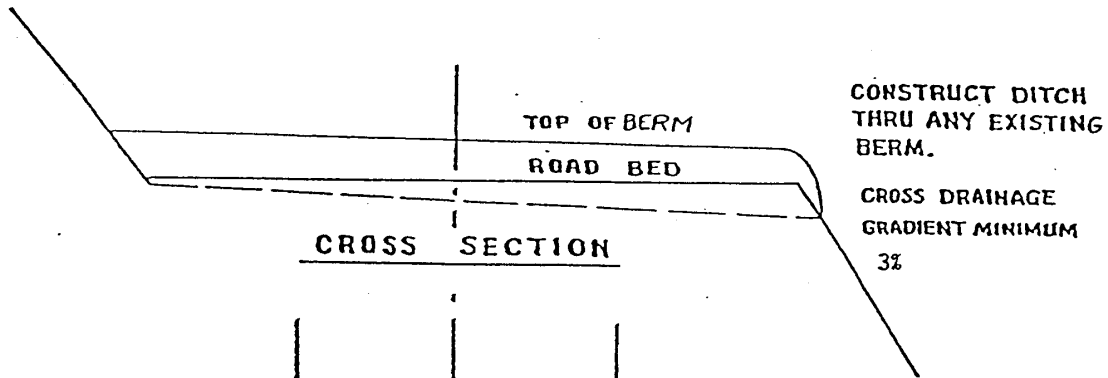 TOP OF BERM
ROAD BED
CROSS SECTION
CONSTRUCT DITCH
THRU ANY EXISTING
BERM.
CROSS DRAINAGE
GRADIENT MINIMUM
3%